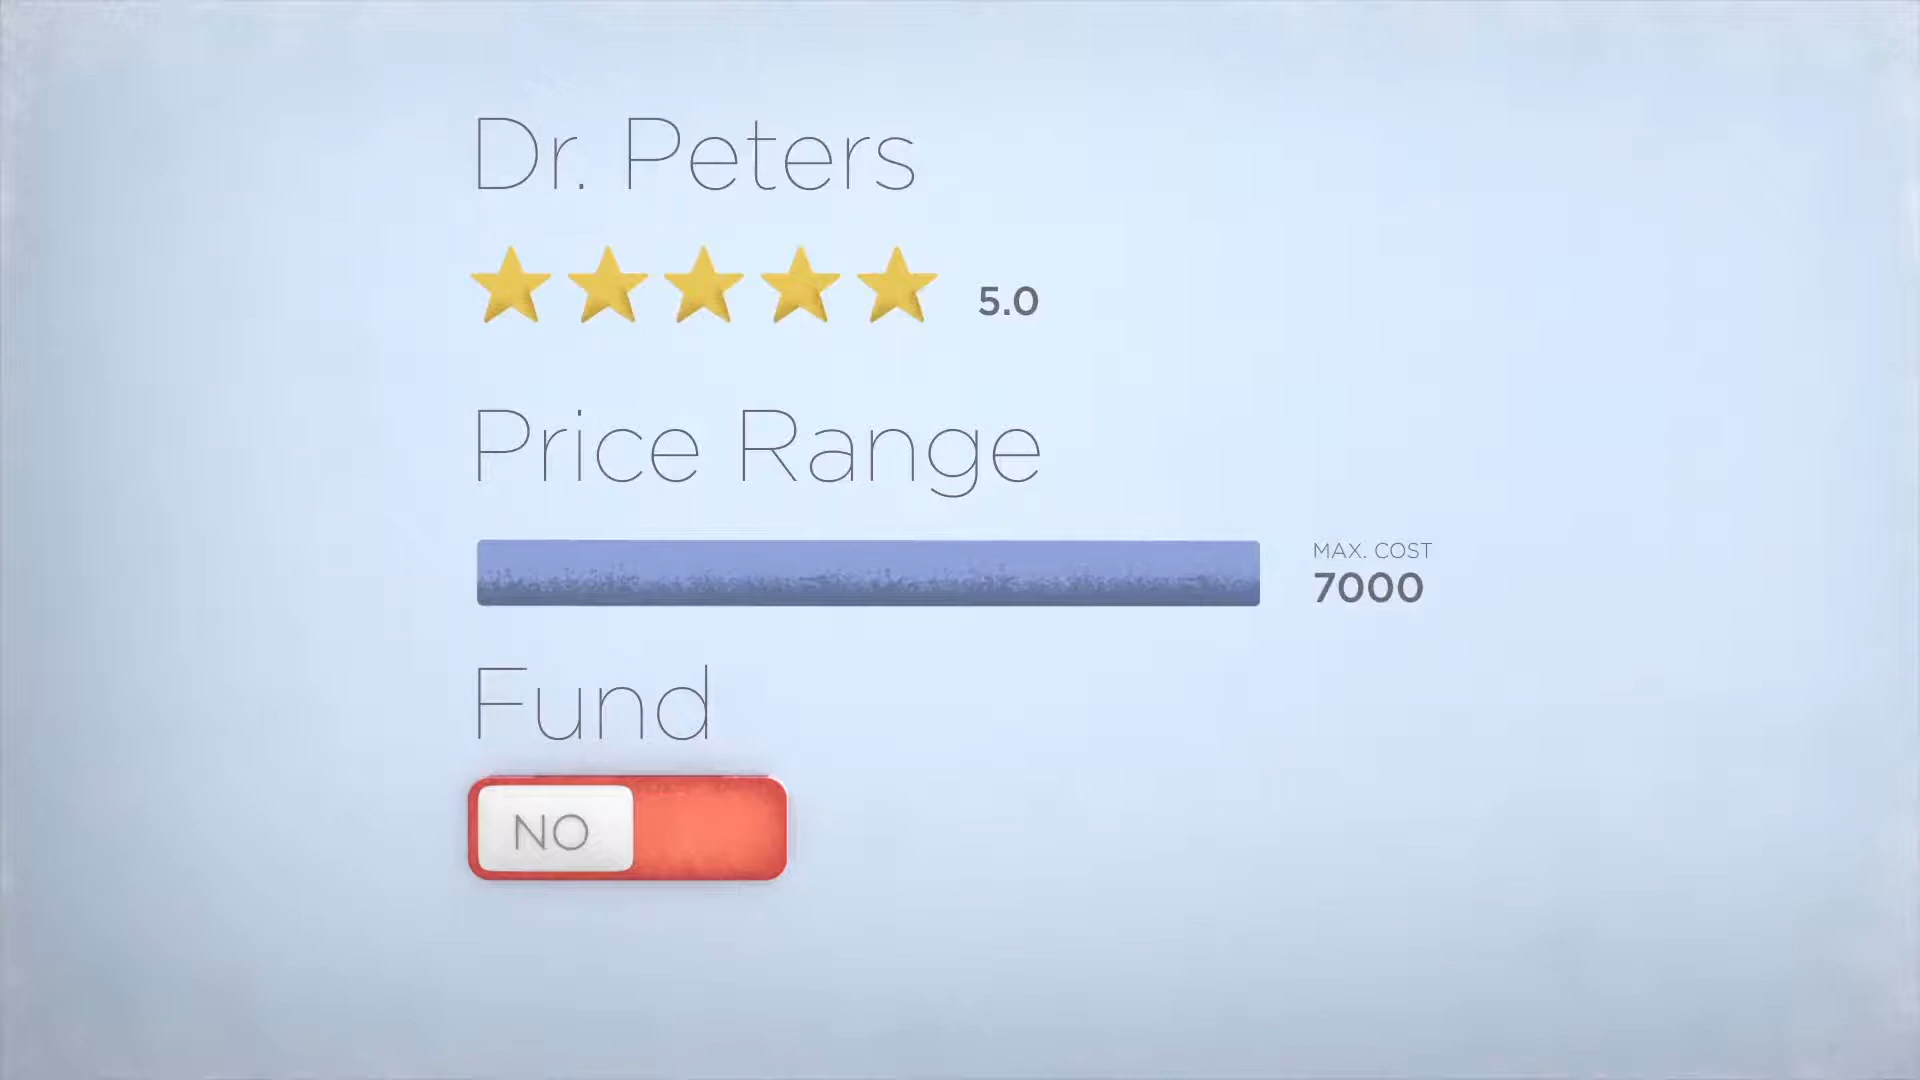 Dr. Peters
5.0
Price Range
MAX. COST
7000
Fund
NO